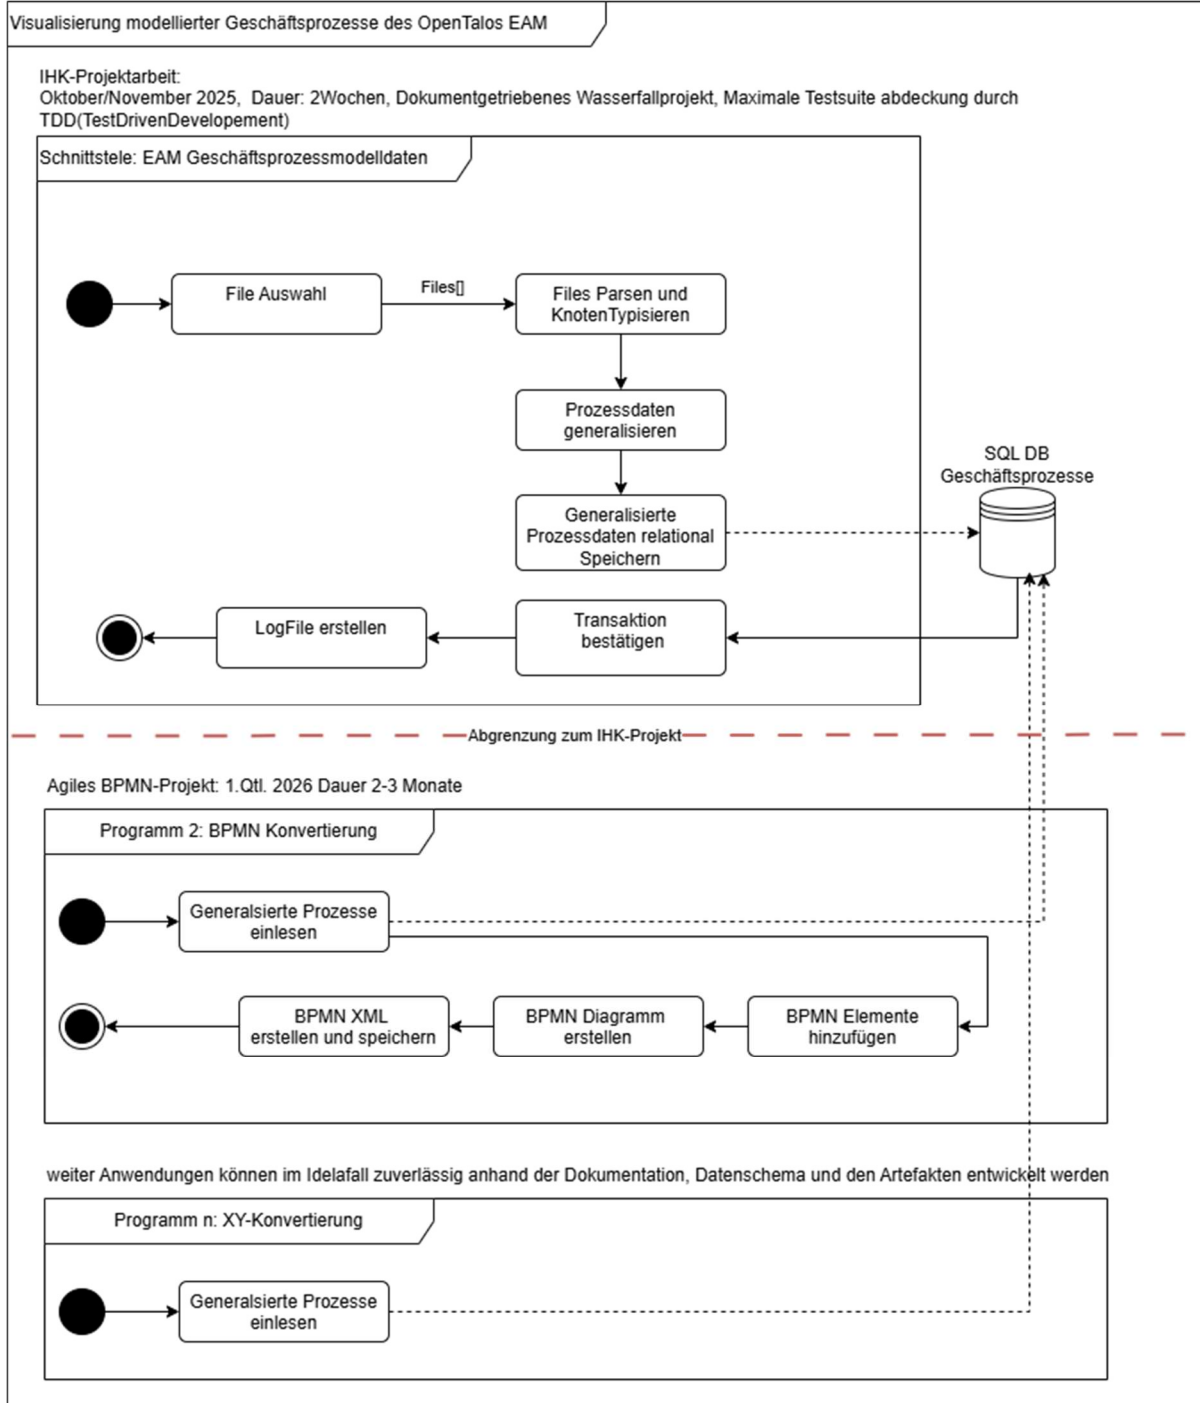 Visualisierung modellierter Geschäftsprozesse des OpenTalos EAM
IHK-Projektarbeit:
Oktober/November 2025, Dauer: 2Wochen, Dokumentgetriebenes Wasserfallprojekt, Maximale Testsuite abdeckung durch
TDD(TestDrivenDevelopement)
Schnittstele: EAM Geschäftsprozessmodelldaten
File Auswahl
Files[]
Files Parsen und
KnotenTypisieren
Prozessdaten
generalisieren
SQL DB
Geschäftsprozesse
Generalisierte
Prozessdaten relational
Speichern
LogFile erstellen
Transaktion
bestätigen
Abgrenzung zum IHK-Projekt
Agiles BPMN-Projekt: 1.Qtl. 2026 Dauer 2-3 Monate
Programm 2: BPMN Konvertierung
Generalsierte Prozesse
einlesen
BPMN XML
erstellen und speichern
BPMN Diagramm
erstellen
BPMN Elemente
hinzufügen
weiter Anwendungen können im Idelafall zuverlässig anhand der Dokumentation, Datenschema und den Artefakten entwickelt werden
Programm n: XY-Konvertierung
Generalsierte Prozesse
einlesen